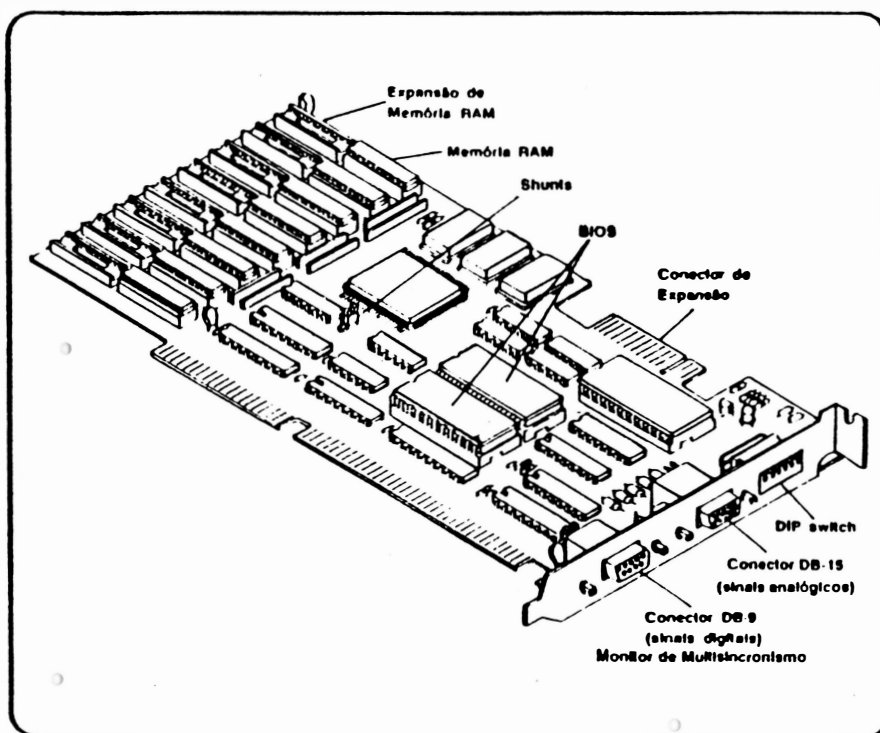 Expansão de
Memória RAM
Memória RAM
Shunts
BIOS
Conector de
Expansão
DIP switch
Conector DB-15
(sinais analógicos)
Conector DB-9
(sinais digitais)
Monitor de Multisincronismo